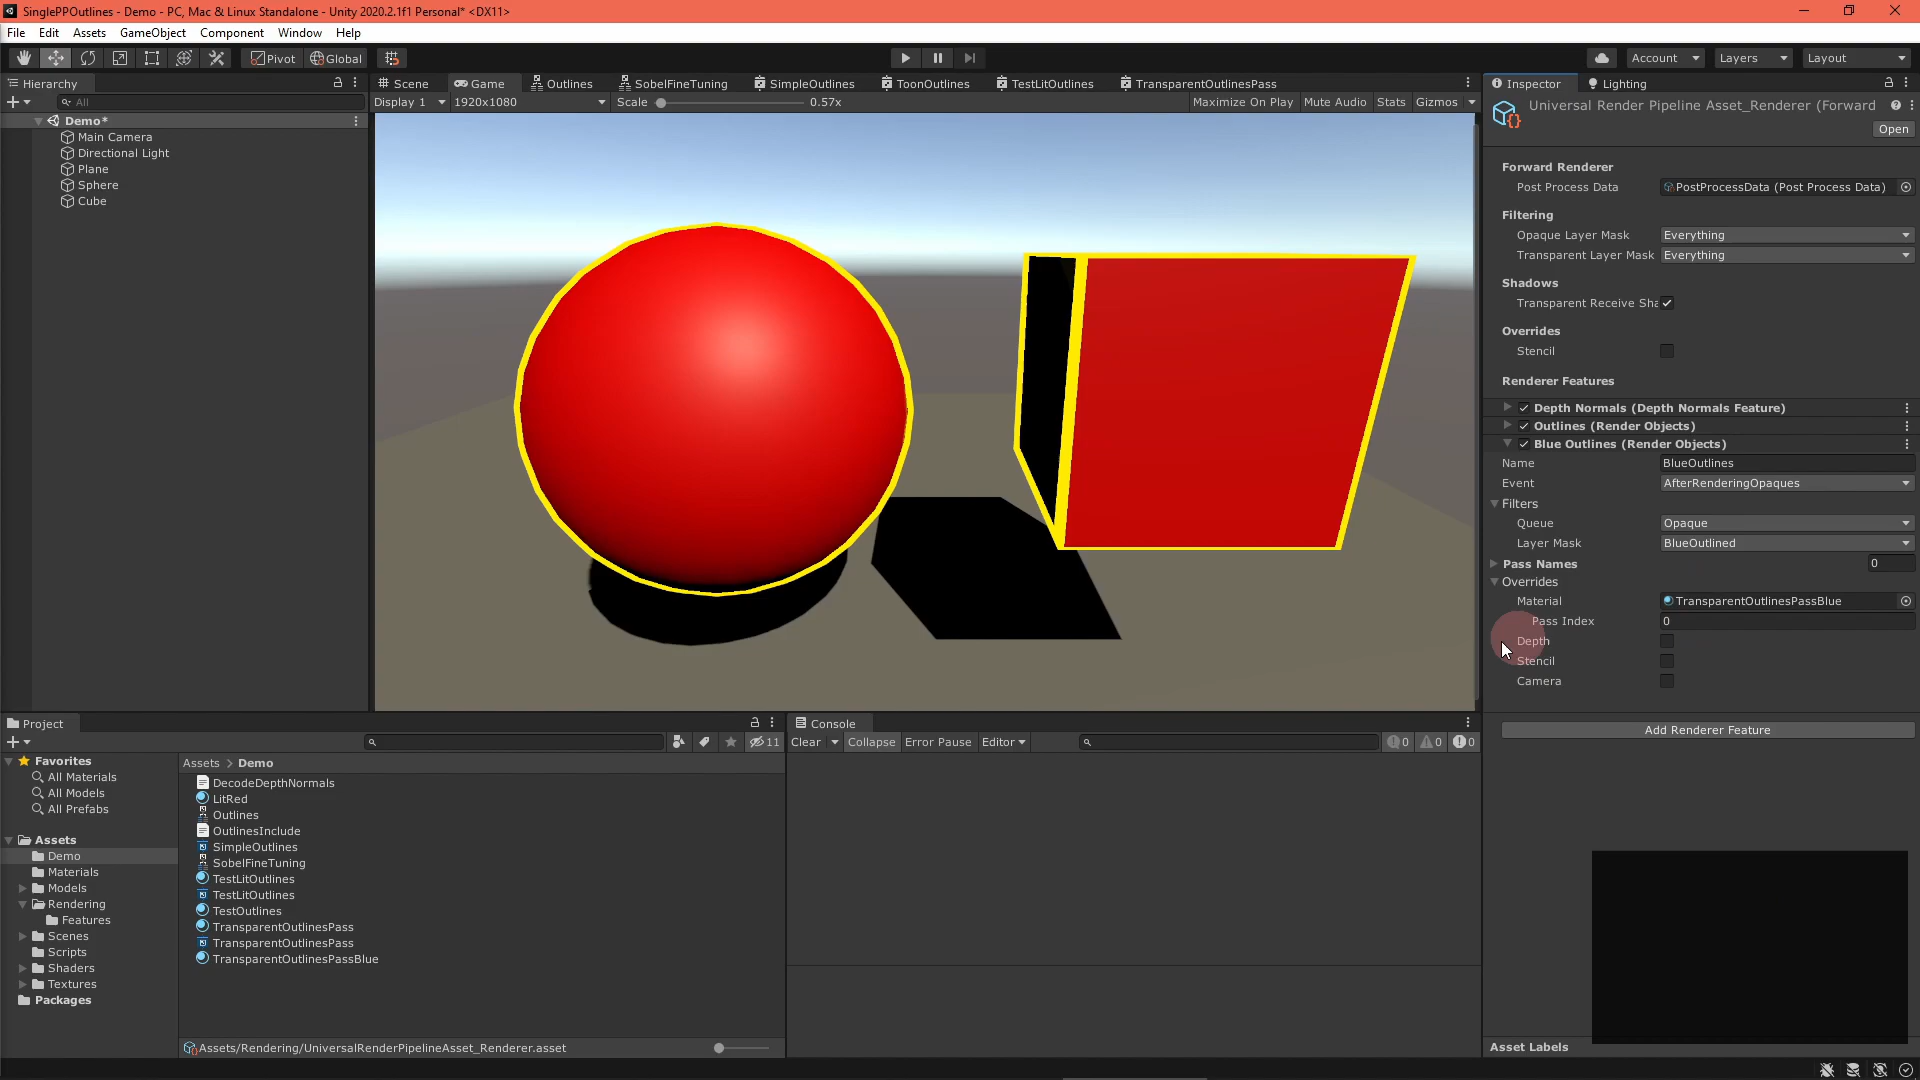 SinglePPOutlines - Demo - PC, Mac & Linux Standalone - Unity 2020.2.1f1 Personal* <DX11>
File Edit Assets GameObject Component Window Help
Pivot Global
Account Layers Layout
Hierarchy
All
Demo*
Main Camera
Directional Light
Plane
Sphere
Cube
Scene Game Outlines SobelFineTuning SimpleOutlines ToonOutlines TestLitOutlines TransparentOutlinesPass
Display 1 1920x1080 Scale 0.57x Maximize On Play Mute Audio Stats Gizmos
Inspector Lighting
Universal Render Pipeline Asset_Renderer (Forward
Open
Forward Renderer
Post Process Data PostProcessData (Post Process Data)
Filtering
Opaque Layer Mask Everything
Transparent Layer Mask Everything
Shadows
Transparent Receive Sha
Overrides
Stencil
Renderer Features
Depth Normals (Depth Normals Feature)
Outlines (Render Objects)
Blue Outlines (Render Objects)
Name BlueOutlines
Event AfterRenderingOpaques
Filters
Queue Opaque
Layer Mask BlueOutlined
Pass Names 0
Overrides
Material TransparentOutlinesPassBlue
Pass Index 0
Depth
Stencil
Camera
Add Renderer Feature
Asset Labels
Project
11
Favorites
All Materials
All Models
All Prefabs
Assets
Demo
Materials
Models
Rendering
Features
Scenes
Scripts
Shaders
Textures
Packages
Assets > Demo
DecodeDepthNormals
LitRed
Outlines
OutlinesInclude
SimpleOutlines
SobelFineTuning
TestLitOutlines
TestLitOutlines
TestOutlines
TransparentOutlinesPass
TransparentOutlinesPass
TransparentOutlinesPassBlue
Assets/Rendering/UniversalRenderPipelineAsset_Renderer.asset
Console
Clear Collapse Error Pause Editor 0 0 0